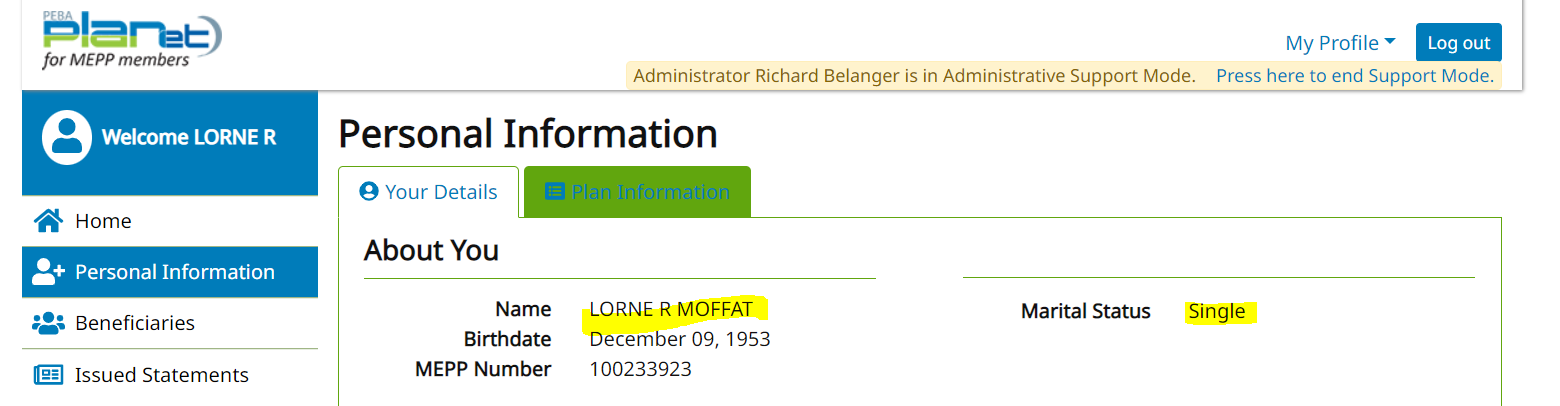 PEBA
planet
for MEPP members
My Profile
Log out
Administrator Richard Belanger is in Administrative Support Mode. Press here to end Support Mode.
Welcome LORNE R
Home
Personal Information
Beneficiaries
Issued Statements
Personal Information
Your Details
Plan Information
About You
Name LORNE R MOFFAT
Marital Status Single
Birthdate December 09, 1953
MEPP Number 100233923